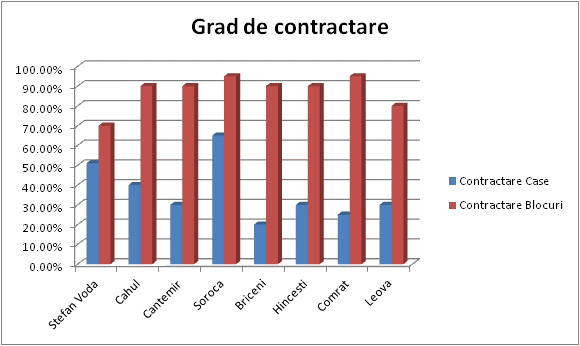 Grad de contractare
100.00%
90.00%
80.00%
70.00%
60.00%
50.00%
40.00%
30.00%
20.00%
10.00%
0.00%
Stefan Voda
Cahul
Cantemir
Soroca
Briceni
Hincesti
Comrat
Leova
Contractare Case
Contractare Blocuri